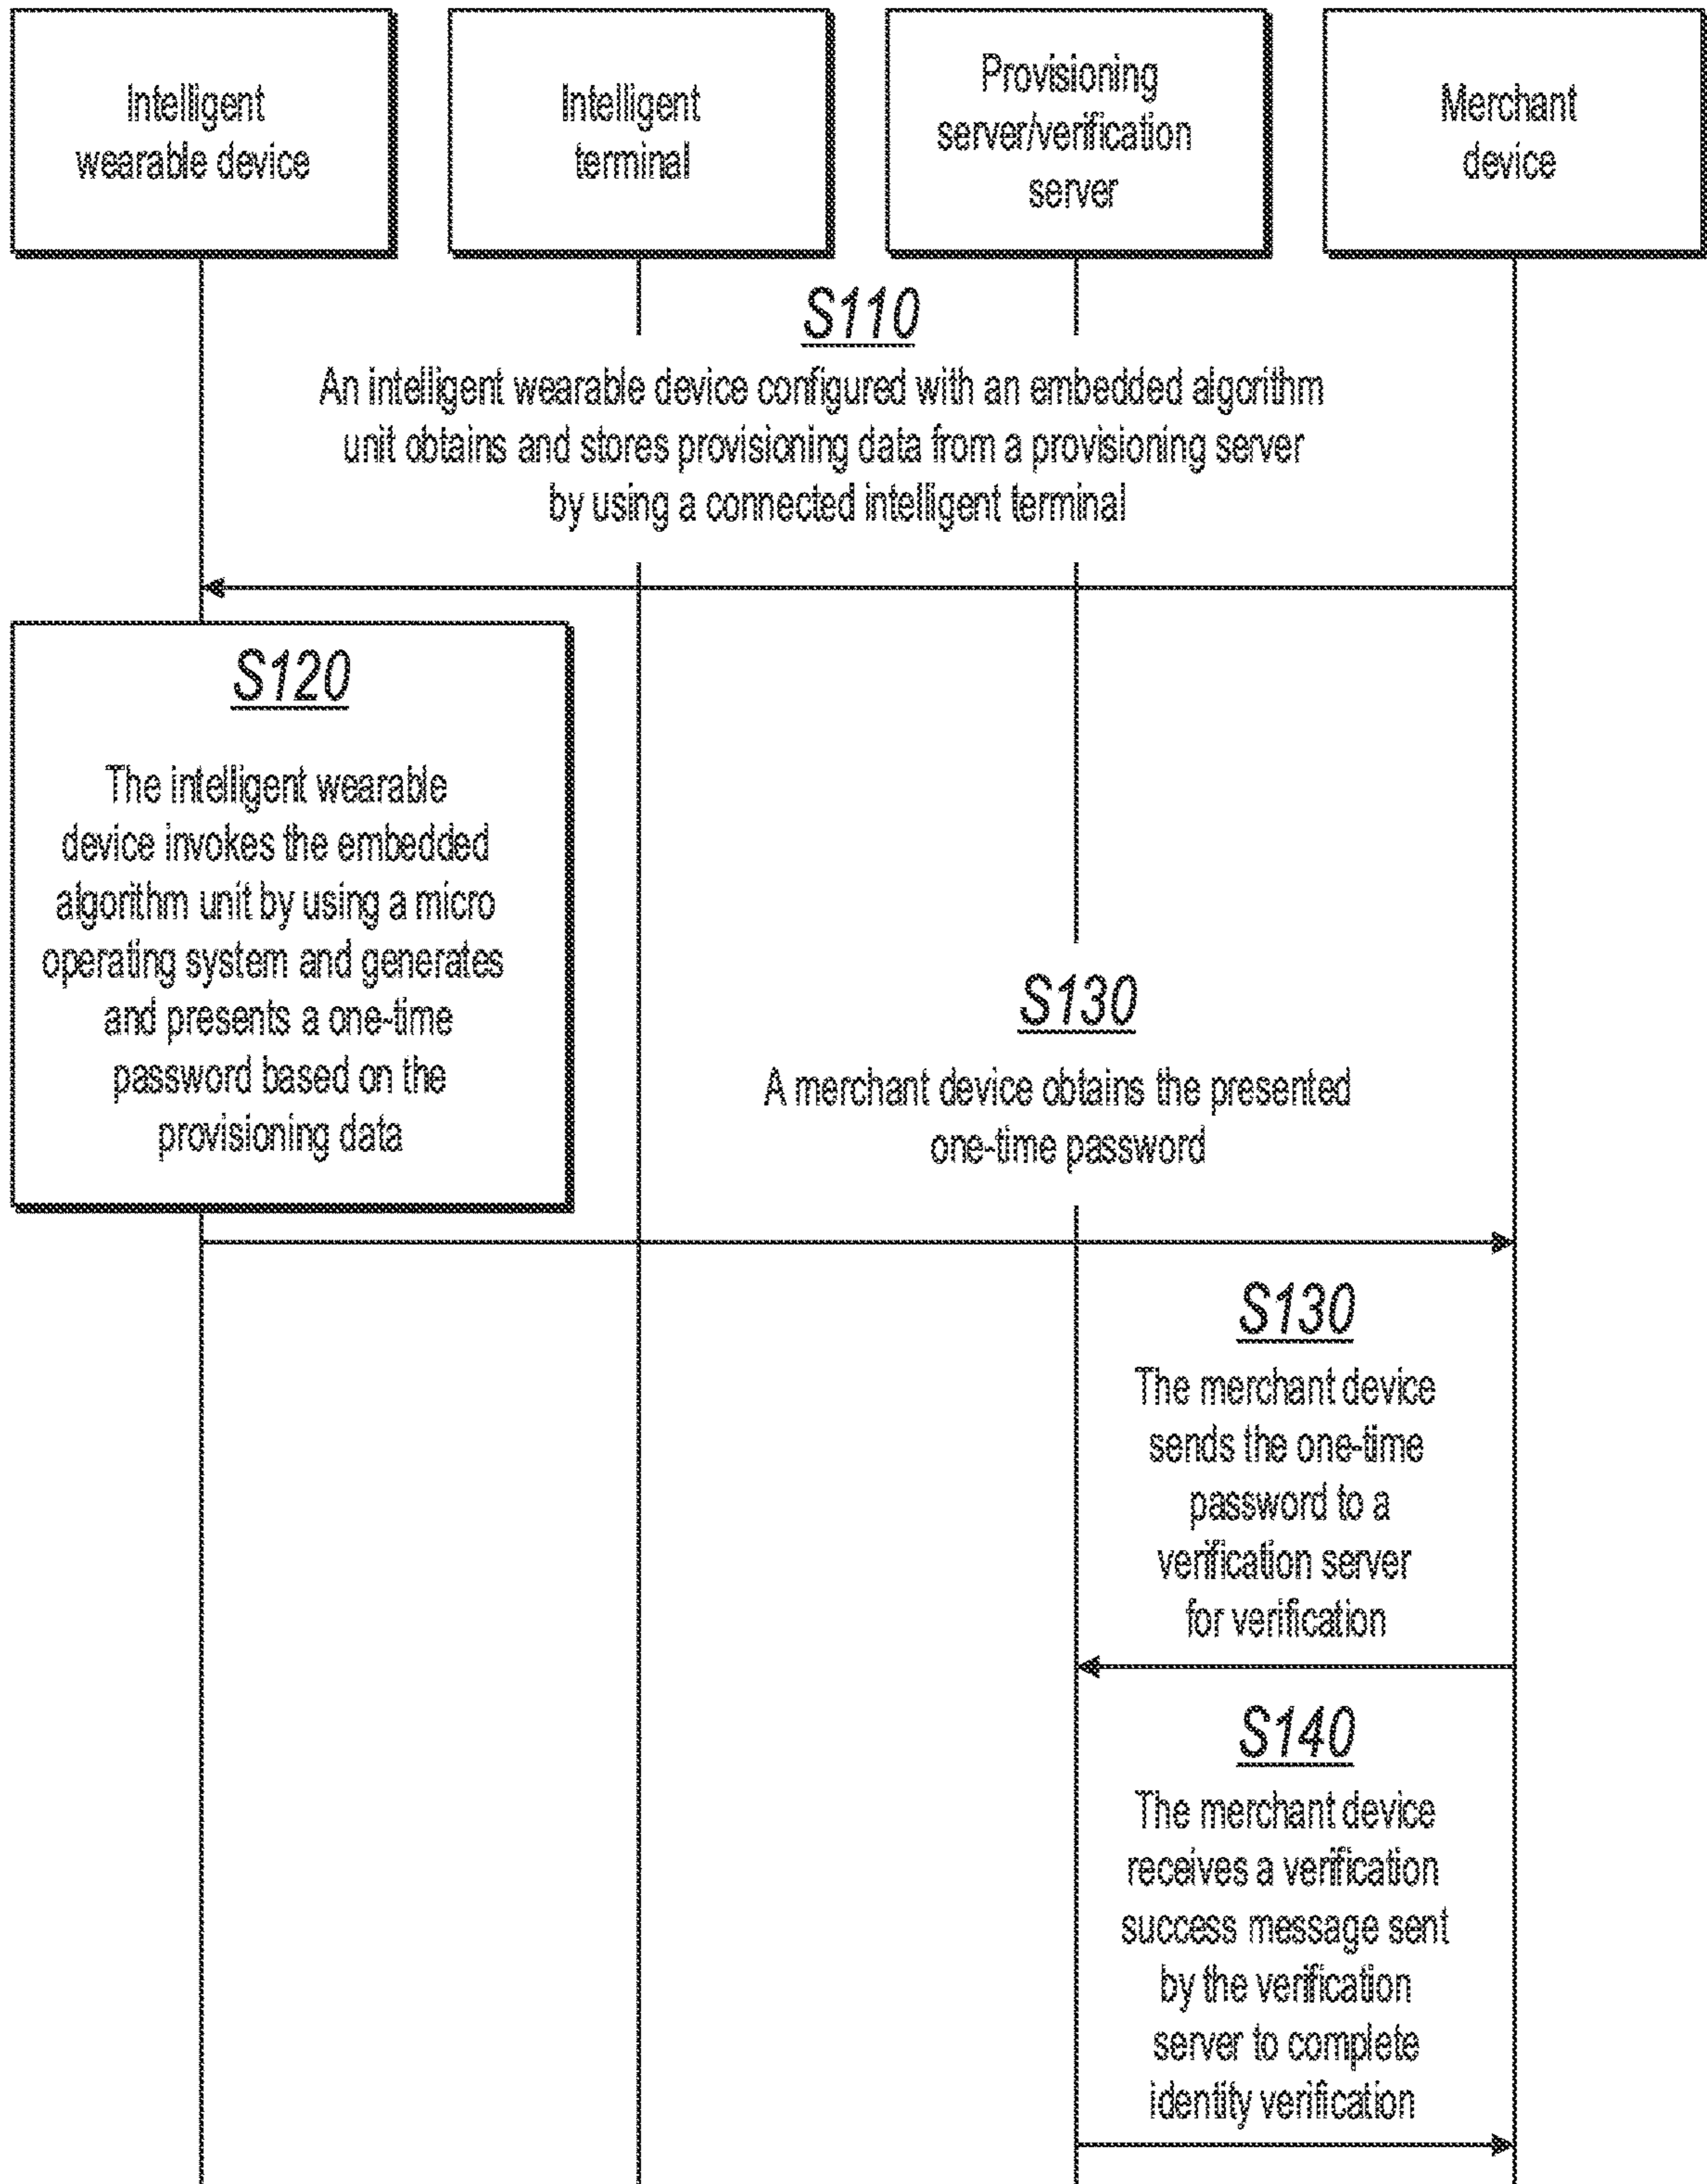 Intelligent
wearable device
Intelligent
terminal
Provisioning
server/verification
server
Merchant
device
S110
An intelligent wearable device configured with an embedded algorithm
unit obtains and stores provisioning data from a provisioning server
by using a connected intelligent terminal
S120
The intelligent wearable
device invokes the embedded
algorithm unit by using a micro
operating system and generates
and presents a one-time
password based on the
provisioning data
S130
A merchant device obtains the presented
one-time password
S130
The merchant device
sends the one-time
password to a
verification server
for verification
S140
The merchant device
receives a verification
success message sent
by the verification
server to complete
identity verification